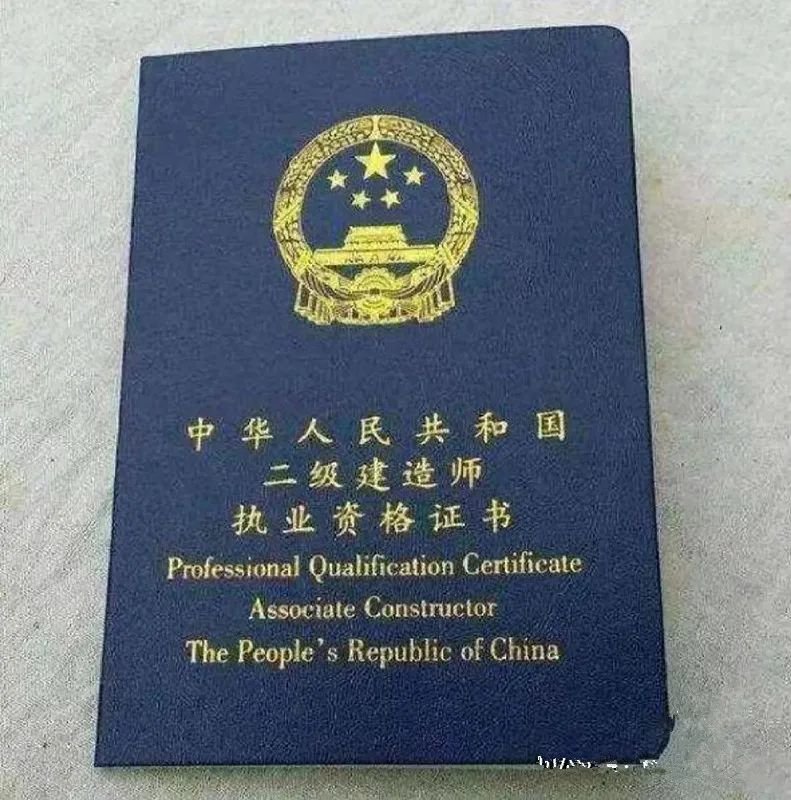 中华人民共和国
二级建造师
执业资格证书
Professional Qualification Certificate
Associate Constructor
The People's Republic of China